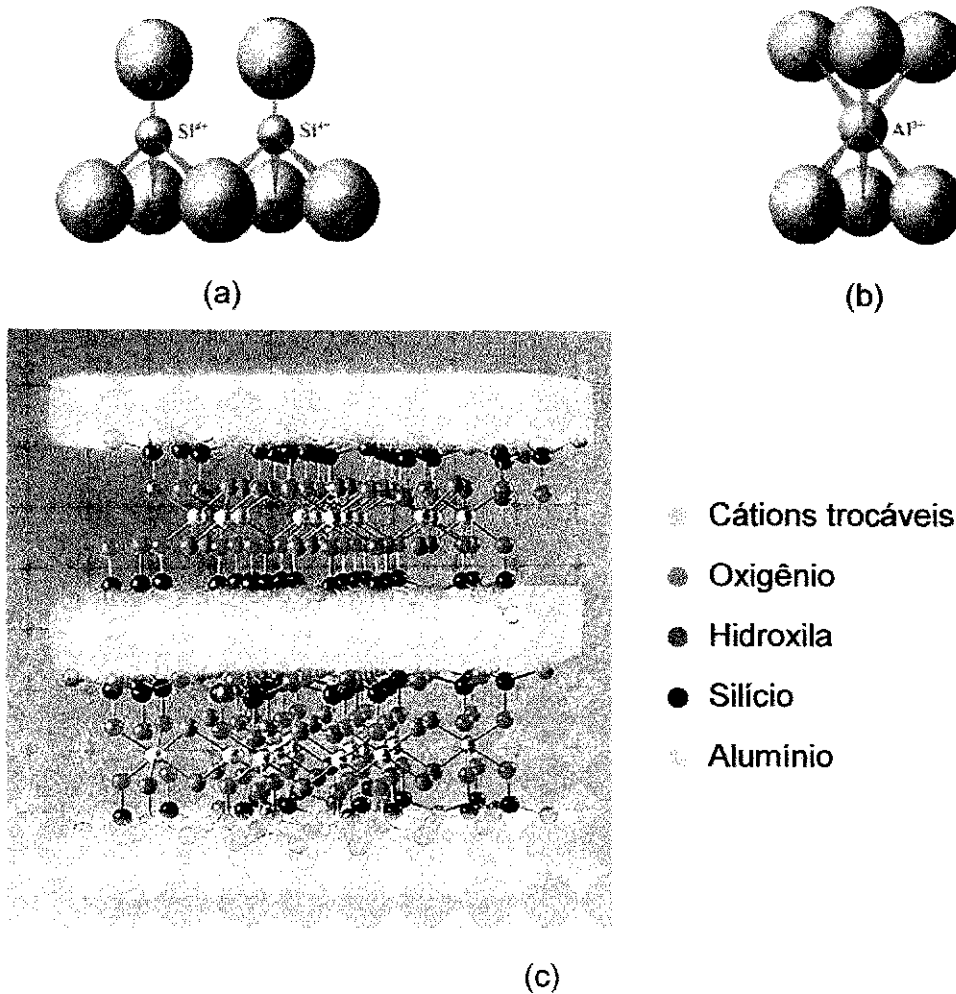 Si⁴⁺ Si⁴⁺
Al³⁺
(a)
(b)
Cátions trocáveis
Oxigênio
Hidroxila
Silício
Alumínio
(c)